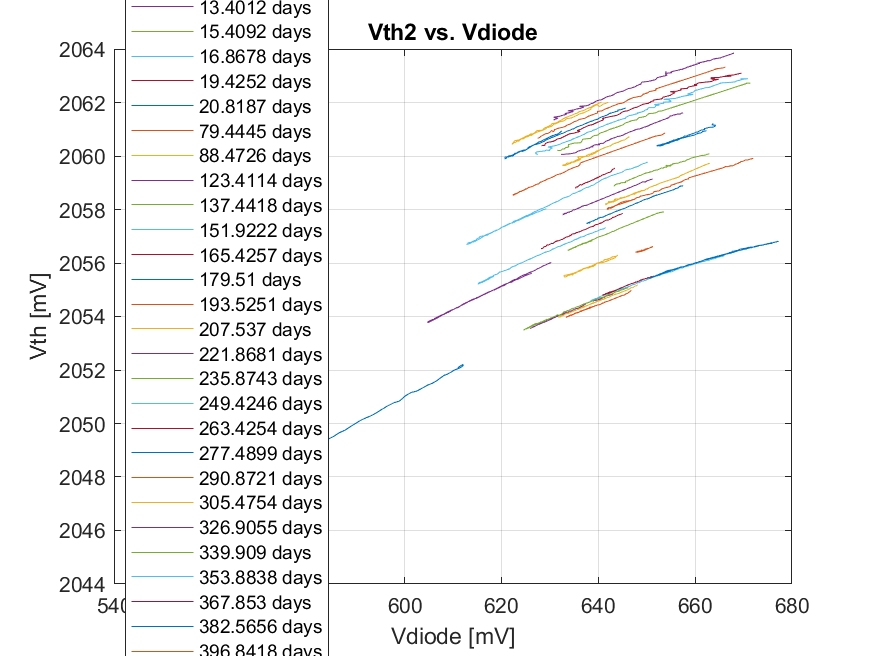 Vth2 vs. Vdiode
13.4012 days
15.4092 days
16.8678 days
19.4252 days
20.8187 days
79.4445 days
88.4726 days
123.4114 days
137.4418 days
151.9222 days
165.4257 days
179.51 days
193.5251 days
207.537 days
221.8681 days
235.8743 days
249.4246 days
263.4254 days
277.4899 days
290.8721 days
305.4754 days
326.9055 days
339.909 days
353.8838 days
367.853 days
382.5656 days
396.8418 days
Vth [mV]
2064
2062
2060
2058
2056
2054
2052
2050
2048
2046
2044
540 600 620 640 660 680
Vdiode [mV]